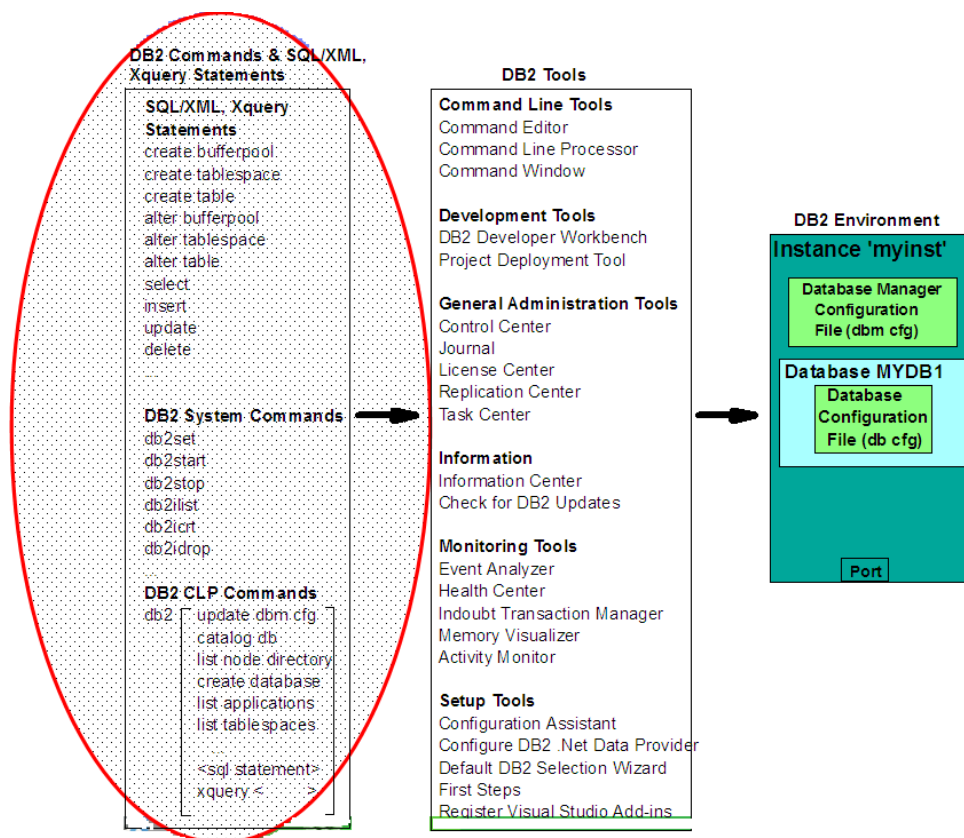 DB2 Commands & SQL/XML,
Xquery Statements
SQL/XML, Xquery
Statements
create bufferpool
create tablespace
create table
alter bufferpool
alter tablespace
alter table
select
insert
update
delete
...
DB2 System Commands
db2set
db2start
db2stop
db2ilist
db2icrt
db2idrop
DB2 CLP Commands
db2 update dbm cfg
catalog db
list node directory
create database
list applications
list tablespaces
...
<sql statement>
xquery < >
DB2 Tools
Command Line Tools
Command Editor
Command Line Processor
Command Window
Development Tools
DB2 Developer Workbench
Project Deployment Tool
General Administration Tools
Control Center
Journal
License Center
Replication Center
Task Center
Information
Information Center
Check for DB2 Updates
Monitoring Tools
Event Analyzer
Health Center
Indoubt Transaction Manager
Memory Visualizer
Activity Monitor
Setup Tools
Configuration Assistant
Configure DB2 .Net Data Provider
Default DB2 Selection Wizard
First Steps
Register Visual Studio Add-ins
DB2 Environment
Instance 'myinst'
Database Manager
Configuration
File (dbm cfg)
Database MYDB1
Database
Configuration
File (db cfg)
Port